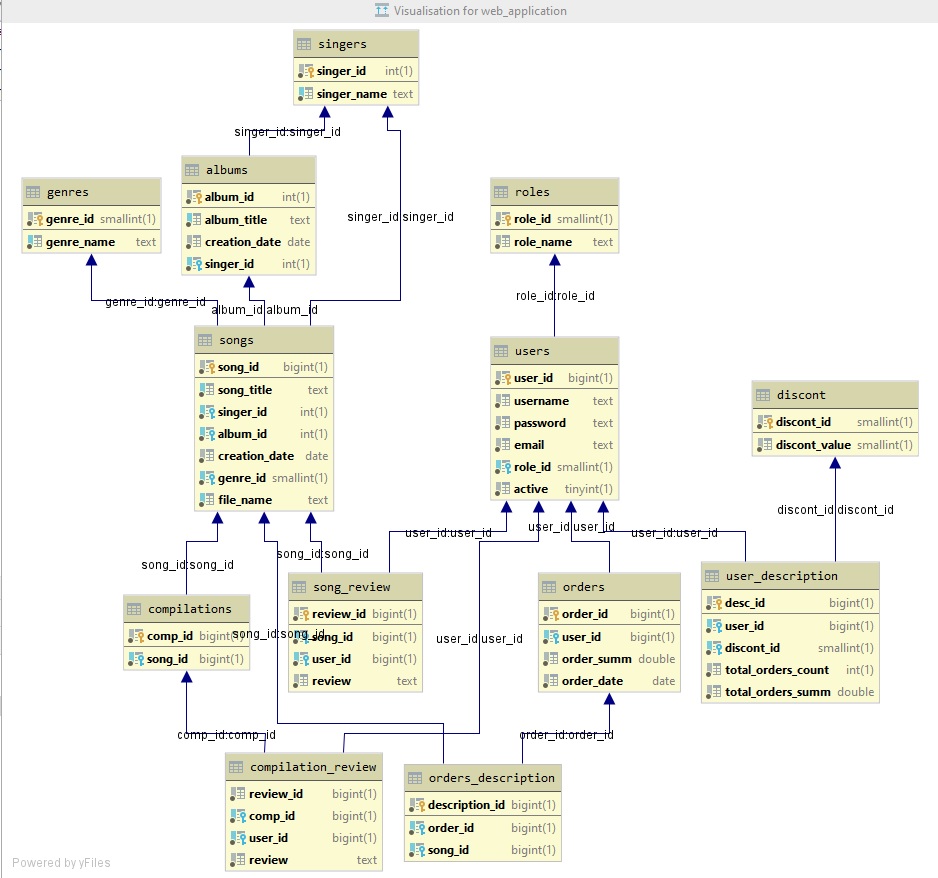 Visualisation for web_application
singers
singer_id int(1)
singer_name text
singer_id:singer_id
albums
album_id int(1)
album_title text
creation_date date
singer_id int(1)
genres
genre_id smallint(1)
genre_name text
singer_id:singer_id
roles
role_id smallint(1)
role_name text
genre_id:genre_id
album_id:album_id
role_id:role_id
songs
song_id bigint(1)
song_title text
singer_id int(1)
album_id int(1)
creation_date date
genre_id smallint(1)
file_name text
users
user_id bigint(1)
username text
password text
email text
role_id smallint(1)
active tinyint(1)
discont
discont_id smallint(1)
discont_value smallint(1)
discont_id:discont_id
user_id:user_id
user_id:user_id
user_id:user_id
song_id:song_id
song_id:song_id
compilations
comp_id bigint(1)
song_id bigint(1)
song_id:song_id
song_review
review_id bigint(1)
song_id bigint(1)
user_id bigint(1)
review text
user_id:user_id
orders
order_id bigint(1)
user_id bigint(1)
order_summ double
order_date date
user_description
desc_id bigint(1)
user_id bigint(1)
discont_id smallint(1)
total_orders_count int(1)
total_orders_summ double
comp_id:comp_id
order_id:order_id
compilation_review
review_id bigint(1)
comp_id bigint(1)
user_id bigint(1)
review text
orders_description
description_id bigint(1)
order_id bigint(1)
song_id bigint(1)
Powered by yFiles